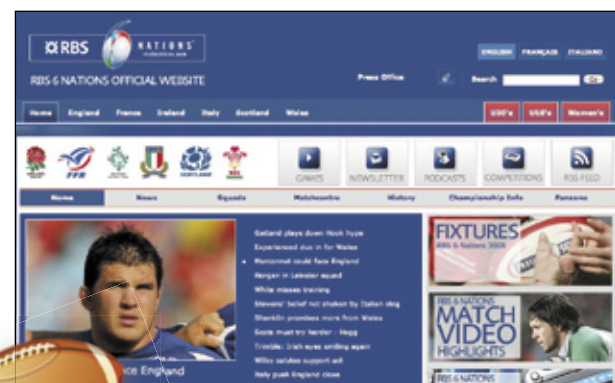 RBS
6 NATIONS
RBS 6 NATIONS OFFICIAL WEBSITE
ENGLISH FRANÇAIS ITALIANO
Press Office
Search
Go
Home England France Ireland Italy Scotland Wales
U20's U18's Women's
SCOTLAND
GAMES NEWSLETTER PODCASTS COMPETITIONS RSS FEED
Home News Squads Matchcentre History Championship Info Fanzone
Gatland plays down Hook hype
Experienced duo in for Wales
Marconnet could face England
Horgan in Leinster squad
White misses training
Stevens' belief not shaken by Italian slog
Shanklin promises more from Wales
Scots must try harder - Hogg
Trimble: Irish eyes smiling again
Wilko salutes support act
Italy push England close
ce England
FIXTURES
RBS 6 Nations 2008
RBS 6 NATIONS
MATCH
VIDEO
HIGHLIGHTS
RBS 6 NATIONS